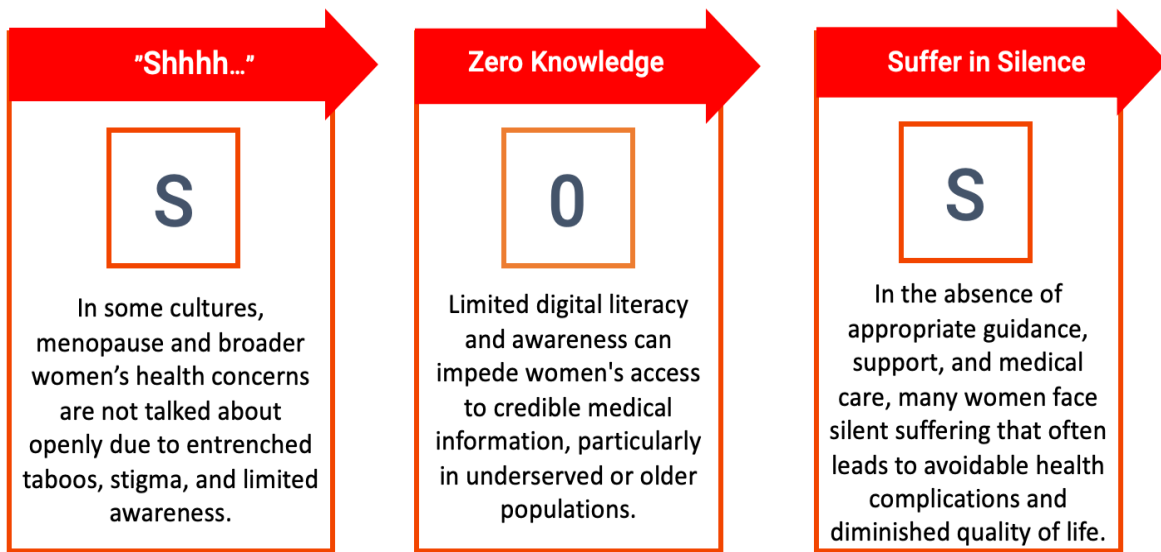 "Shhhh…"
S
In some cultures,
menopause and broader
women’s health concerns
are not talked about
openly due to entrenched
taboos, stigma, and limited
awareness.
Zero Knowledge
0
Limited digital literacy
and awareness can
impede women's access
to credible medical
information, particularly
in underserved or older
populations.
Suffer in Silence
S
In the absence of
appropriate guidance,
support, and medical
care, many women face
silent suffering that often
leads to avoidable health
complications and
diminished quality of life.